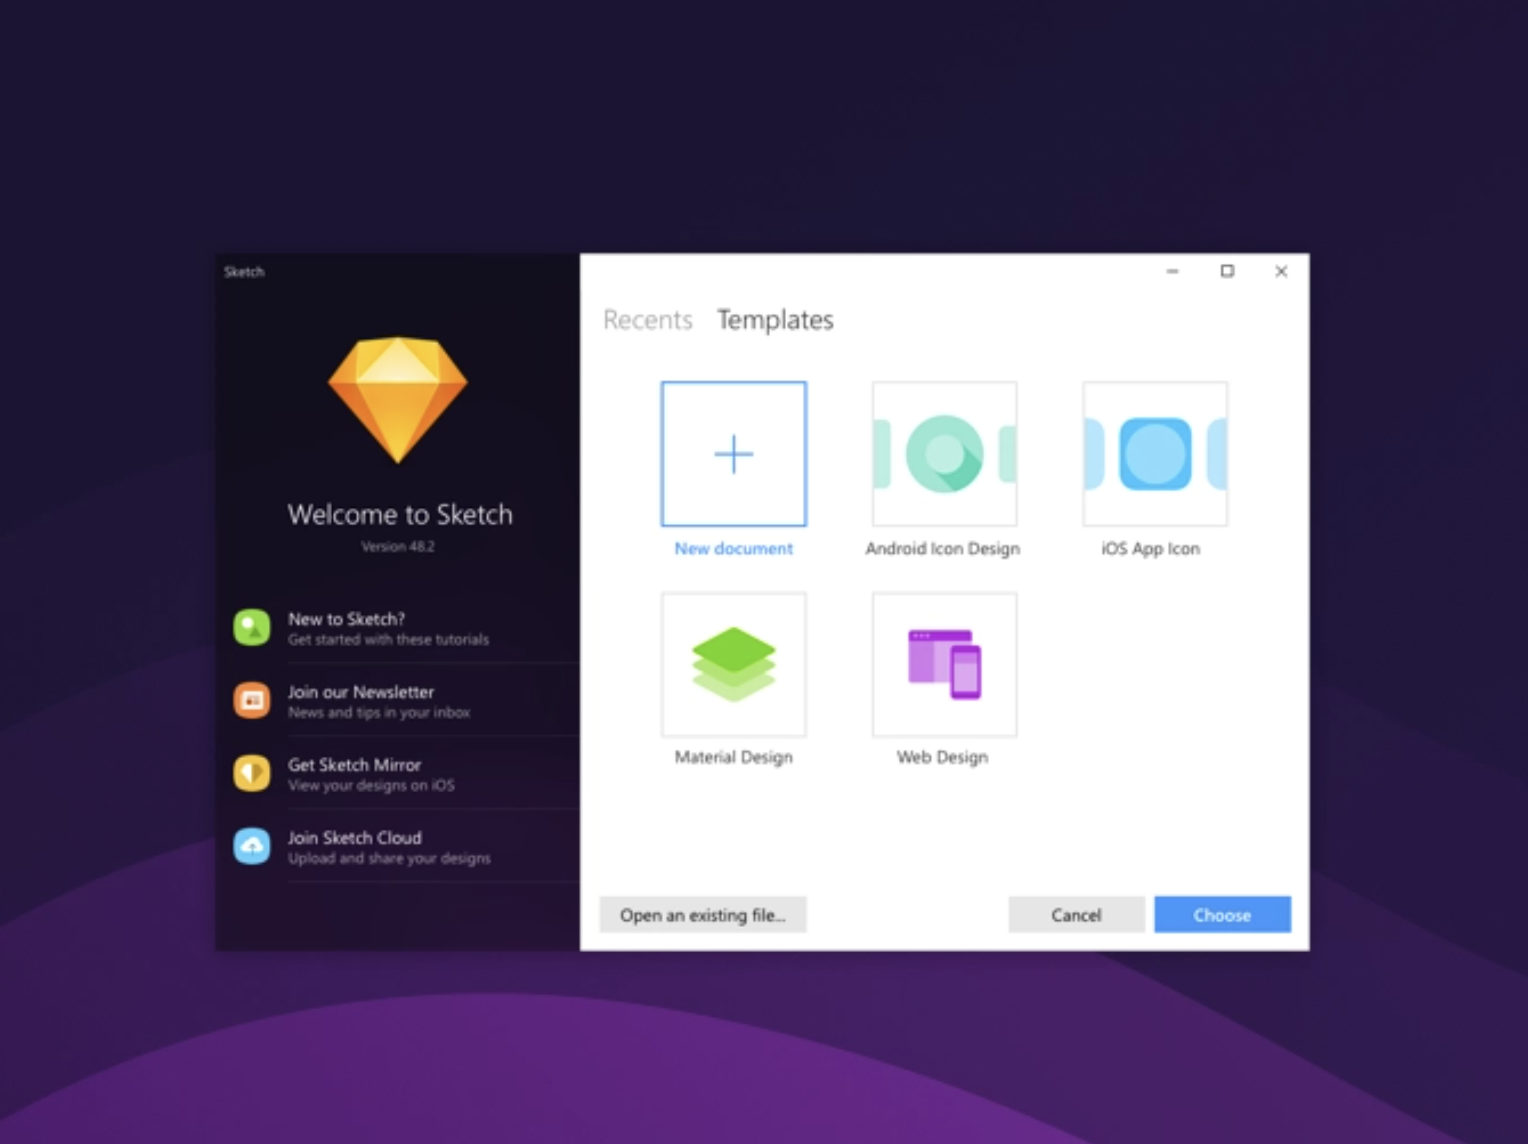 Sketch
Welcome to Sketch
Version 48.2
New to Sketch?
Get started with these tutorials
Join our Newsletter
News and tips in your inbox
Get Sketch Mirror
View your designs on iOS
Join Sketch Cloud
Upload and share your designs
Recents Templates
New document
Android Icon Design
iOS App Icon
Material Design
Web Design
Open an existing file...
Cancel
Choose